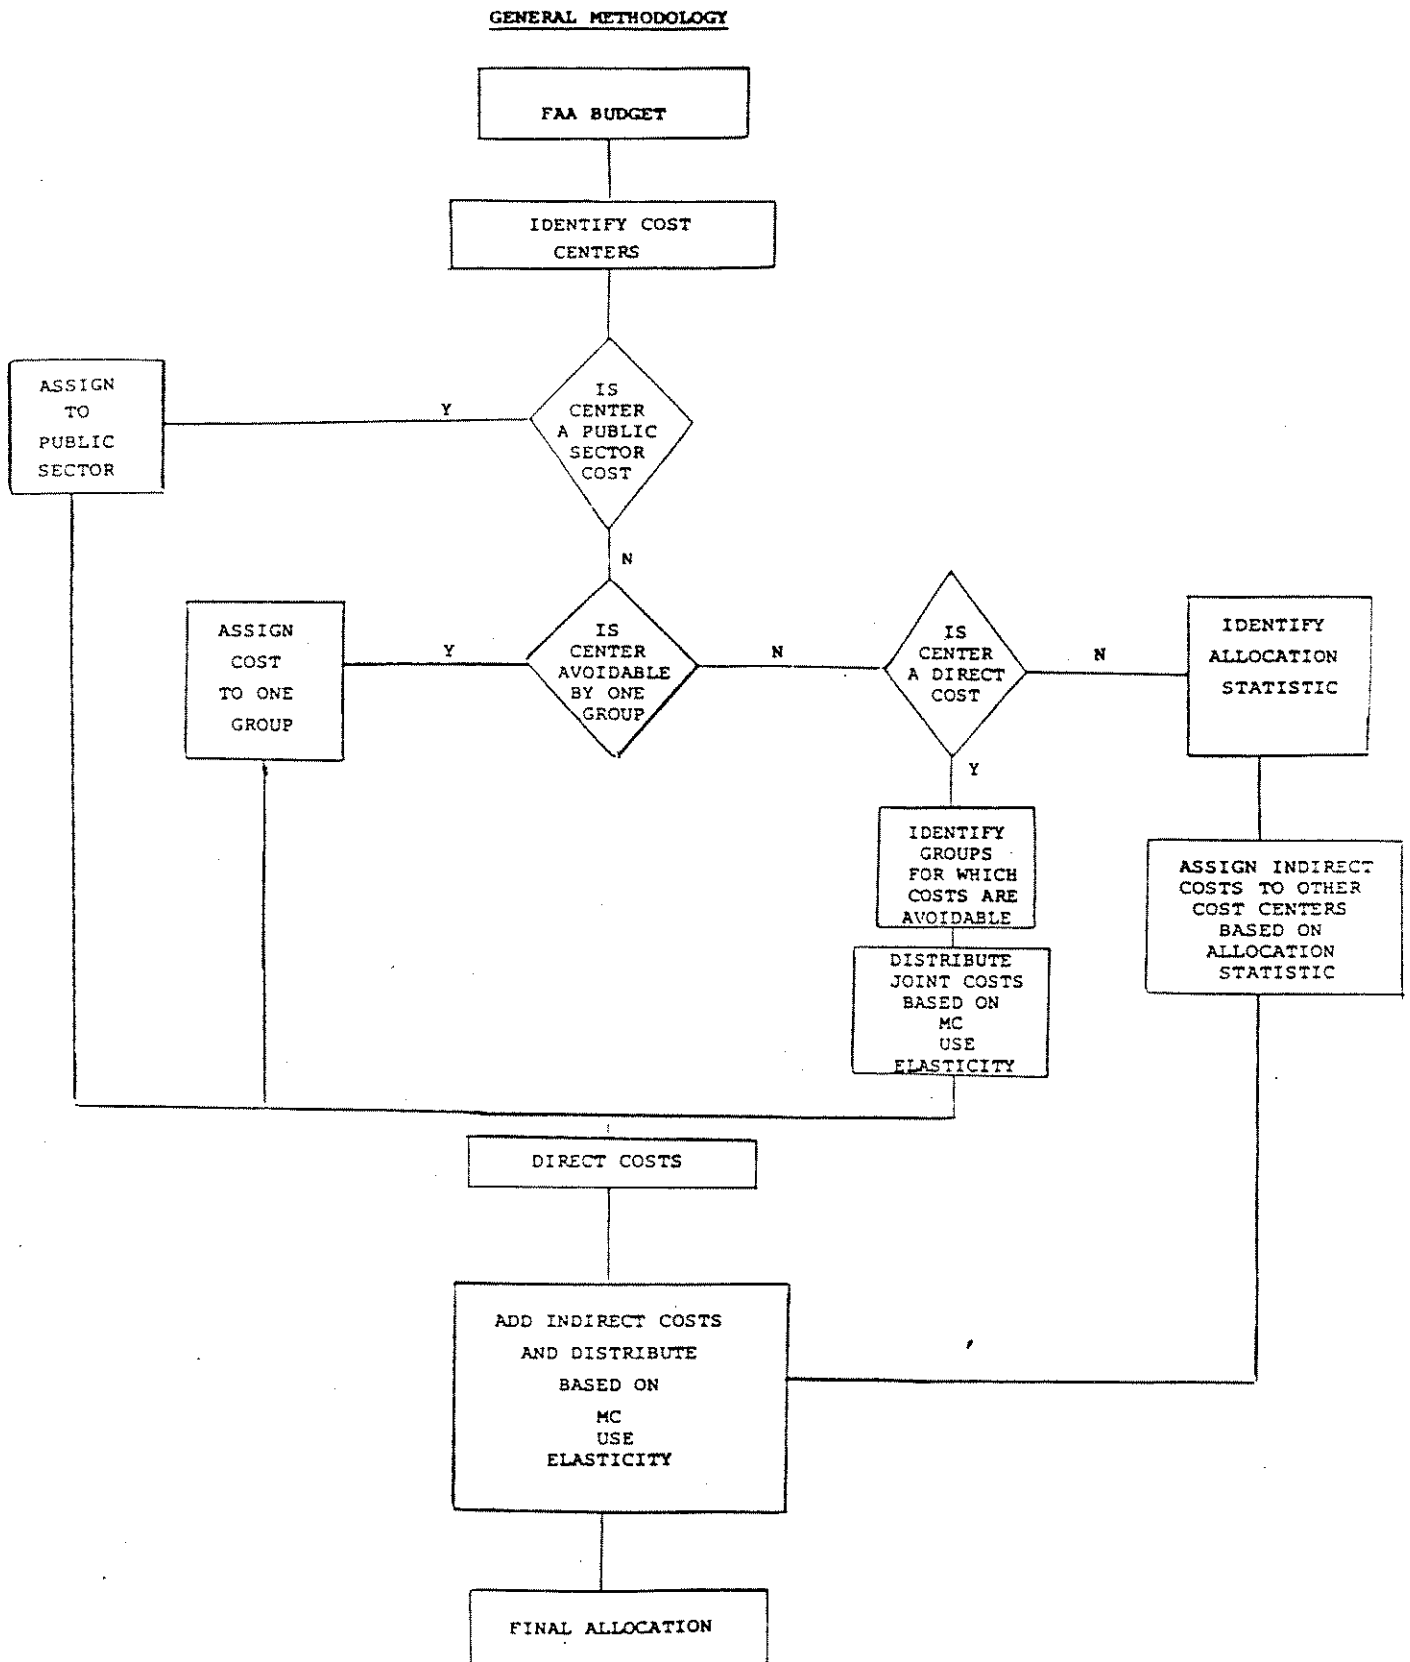 GENERAL METHODOLOGY
FAA BUDGET
IDENTIFY COST
CENTERS
IS
CENTER
A PUBLIC
SECTOR
COST
Y
ASSIGN
TO
PUBLIC
SECTOR
N
IS
CENTER
AVOIDABLE
BY ONE
GROUP
Y
ASSIGN
COST
TO ONE
GROUP
N
IS
CENTER
A DIRECT
COST
N
IDENTIFY
ALLOCATION
STATISTIC
Y
IDENTIFY
GROUPS
FOR WHICH
COSTS ARE
AVOIDABLE
ASSIGN INDIRECT
COSTS TO OTHER
COST CENTERS
BASED ON
ALLOCATION
STATISTIC
DISTRIBUTE
JOINT COSTS
BASED ON
MC
USE
ELASTICITY
DIRECT COSTS
ADD INDIRECT COSTS
AND DISTRIBUTE
BASED ON
MC
USE
ELASTICITY
FINAL ALLOCATION